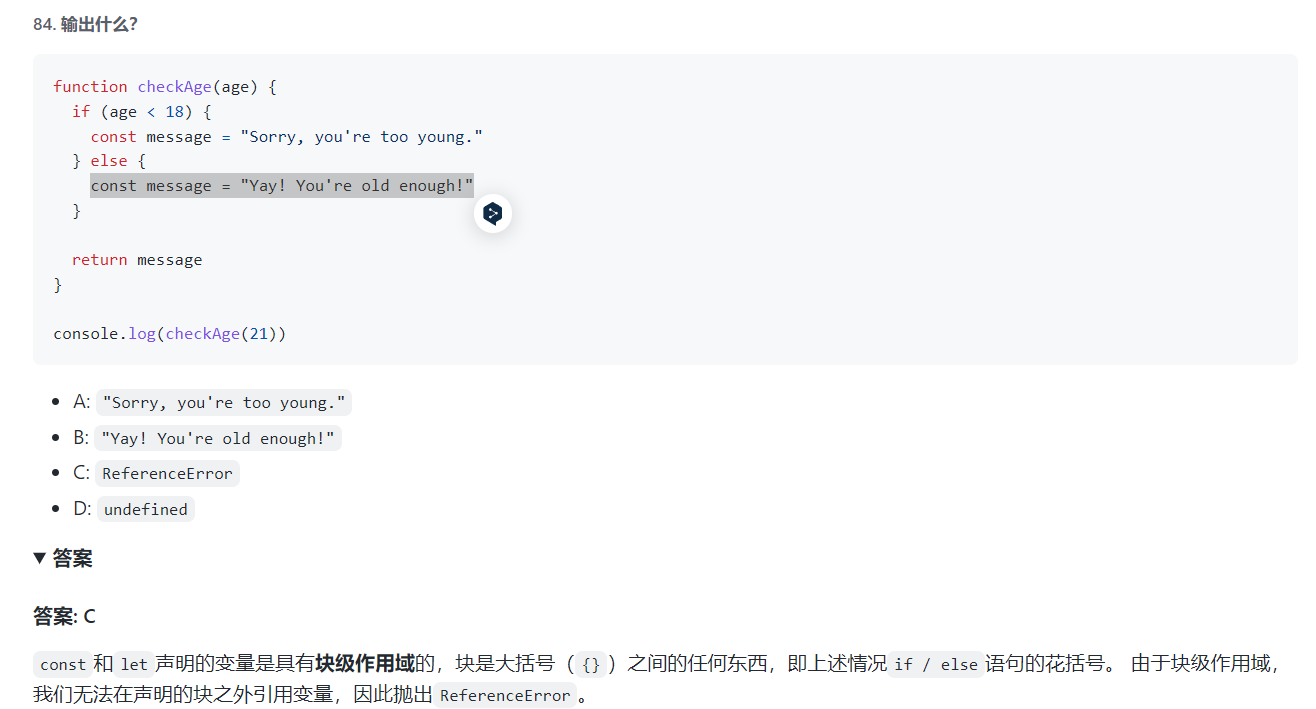 84. 输出什么?
function checkAge(age) {
  if (age < 18) {
    const message = "Sorry, you're too young."
  } else {
    const message = "Yay! You're old enough!"
  }
  return message
}
console.log(checkAge(21))
A: "Sorry, you're too young."
B: "Yay! You're old enough!"
C: ReferenceError
D: undefined
▼ 答案
答案: C
const 和 let 声明的变量是具有块级作用域的，块是大括号（ {} ）之间的任何东西，即上述情况 if / else 语句的花括号。 由于块级作用域，
我们无法在声明的块之外引用变量，因此抛出 ReferenceError 。